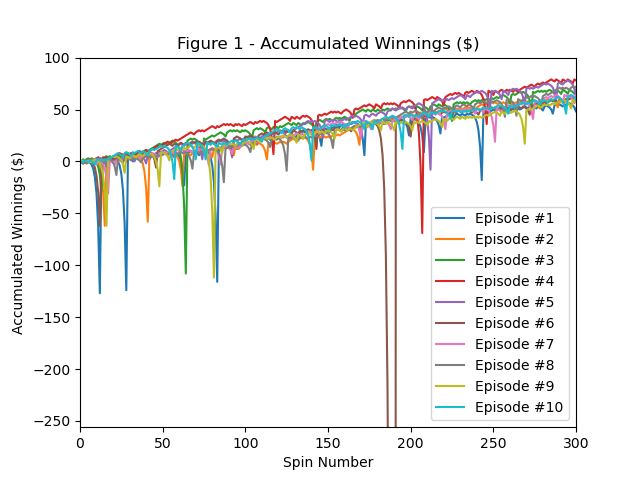 Figure 1 - Accumulated Winnings ($)
100
50
0
−50
−100
−150
−200
−250
Accumulated Winnings ($)
Episode #1
Episode #2
Episode #3
Episode #4
Episode #5
Episode #6
Episode #7
Episode #8
Episode #9
Episode #10
0 50 100 150 200 250 300
Spin Number